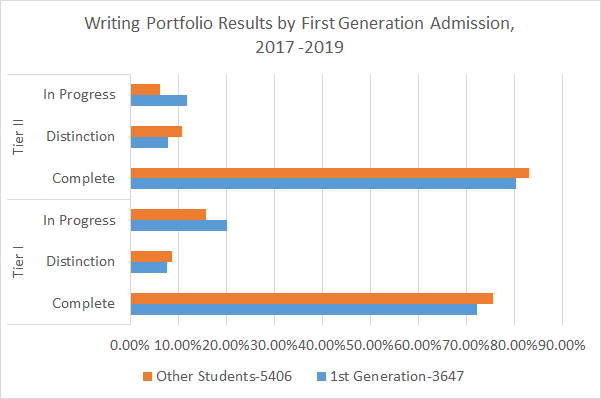 Writing Portfolio Results by First Generation Admission,
2017 -2019
Tier II
In Progress
Distinction
Complete
Tier I
In Progress
Distinction
Complete
0.00% 10.00% 20.00% 30.00% 40.00% 50.00% 60.00% 70.00% 80.00% 90.00%
Other Students-5406 1st Generation-3647